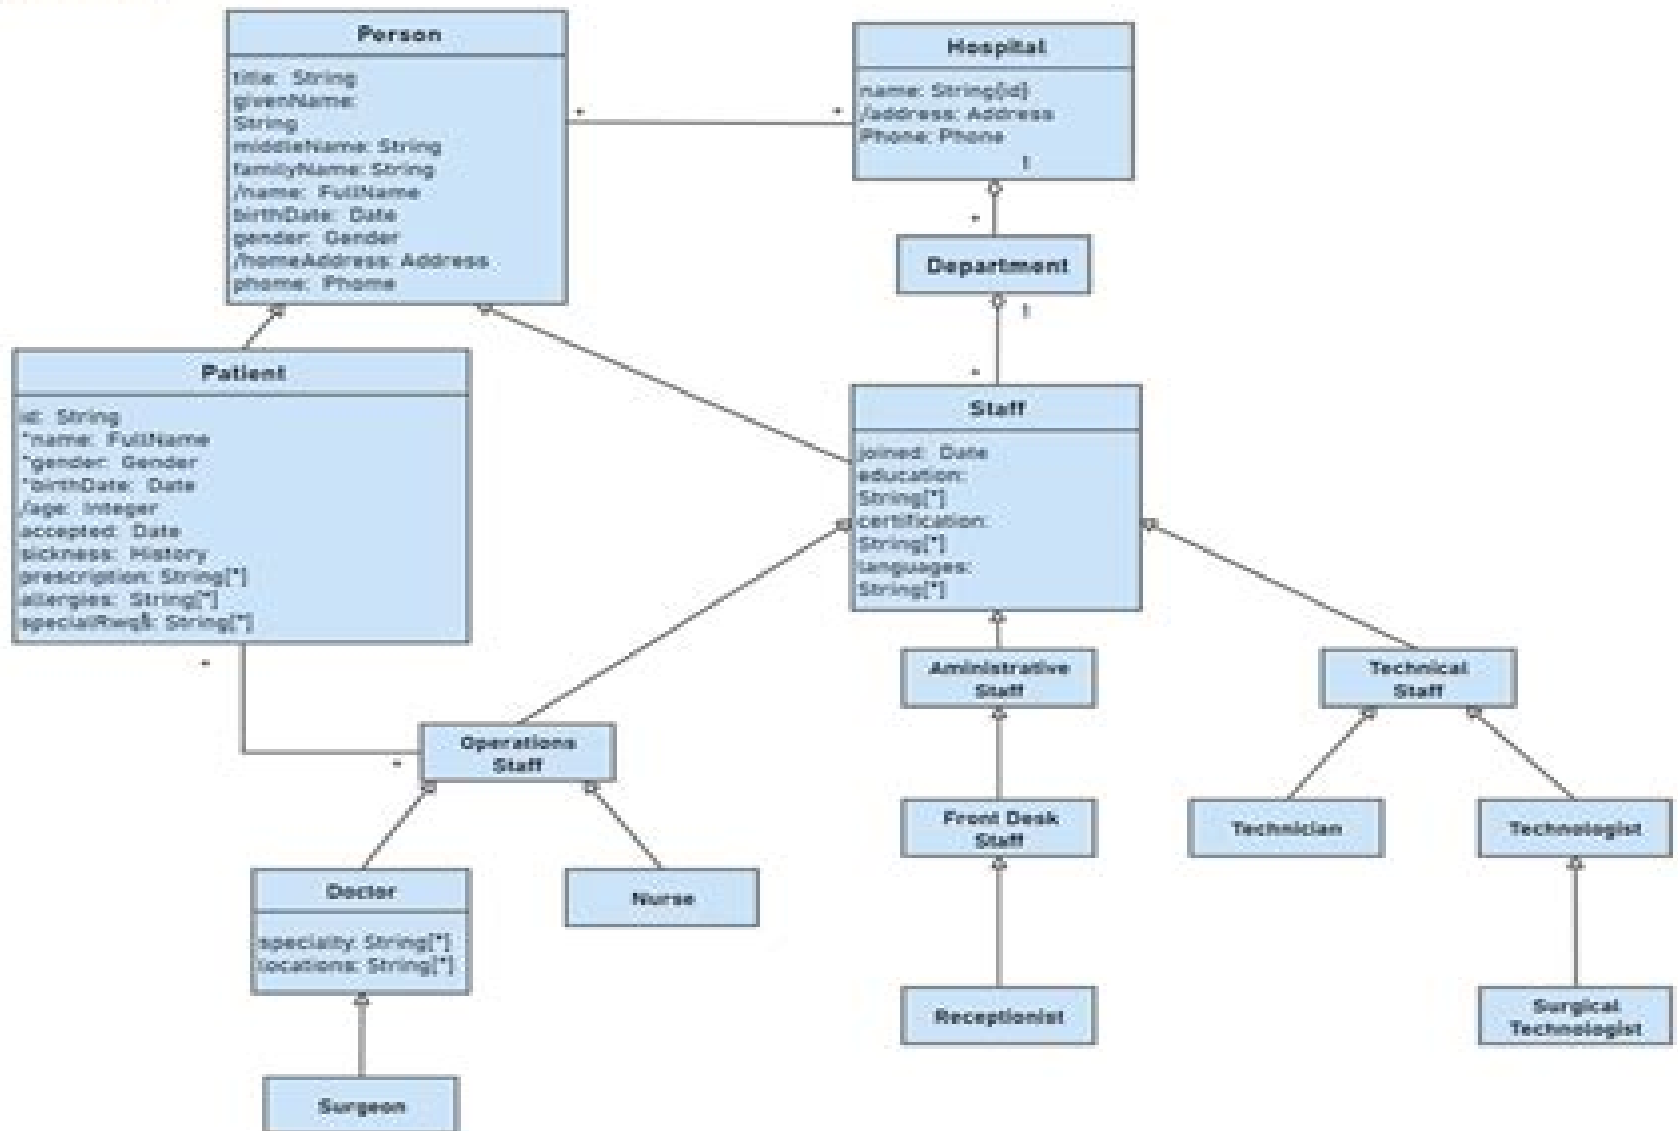 Person
title: String
givenName:
String
middleName: String
familyName: String
/name: FullName
birthDate: Date
gender: Gender
/homeAddress: Address
phome: Phome
*
*
Hospital
name: String{id}
/address: Address
Phone: Phone
1
*
Department
1
*
Patient
id: String
^name: FullName
^gender: Gender
^birthDate: Date
/age: Integer
accepted: Date
sickness: History
prescription: String[*]
allergies: String[*]
String[*]
*
Staff
joined: Date
education:
String[*]
certification:
String[*]
languages:
String[*]
Operations
Staff
*
Aministrative
Staff
Technical
Staff
Front Desk
Staff
Technician
Technologist
Doctor
specialty: String[*]
locations: String[*]
Nurse
Receptionist
Surgical
Technologist
Surgeon